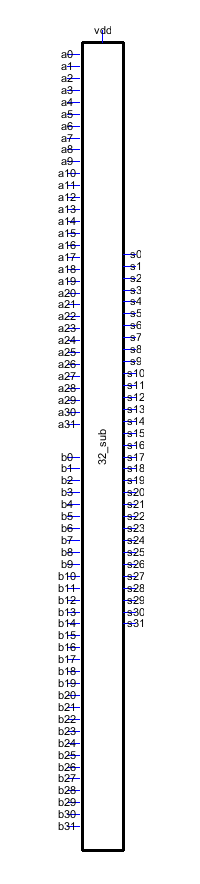 vdd
a0
a1
a2
a3
a4
a5
a6
a7
a8
a9
a10
a11
a12
a13
a14
a15
a16
a17
a18
a19
a20
a21
a22
a23
a24
a25
a26
a27
a28
a29
a30
a31
b0
b1
b2
b3
b4
b5
b6
b7
b8
b9
b10
b11
b12
b13
b14
b15
b16
b17
b18
b19
b20
b21
b22
b23
b24
b25
b26
b27
b28
b29
b30
b31
32_sub
s0
s1
s2
s3
s4
s5
s6
s7
s8
s9
s10
s11
s12
s13
s14
s15
s16
s17
s18
s19
s20
s21
s22
s23
s24
s25
s26
s27
s28
s29
s30
s31